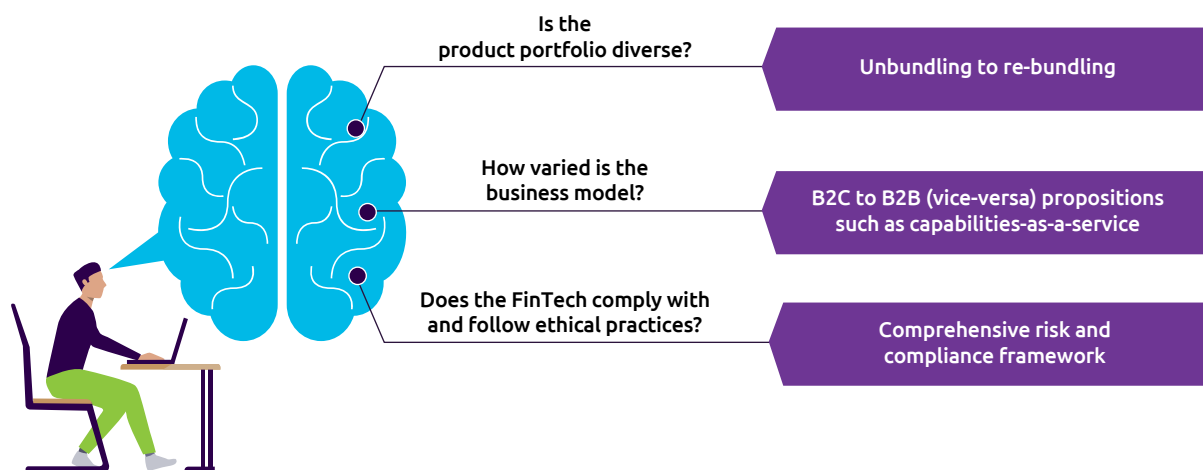 Is the
product portfolio diverse?
Unbundling to re-bundling
How varied is the
business model?
B2C to B2B (vice-versa) propositions
such as capabilities-as-a-service
Does the FinTech comply with
and follow ethical practices?
Comprehensive risk and
compliance framework